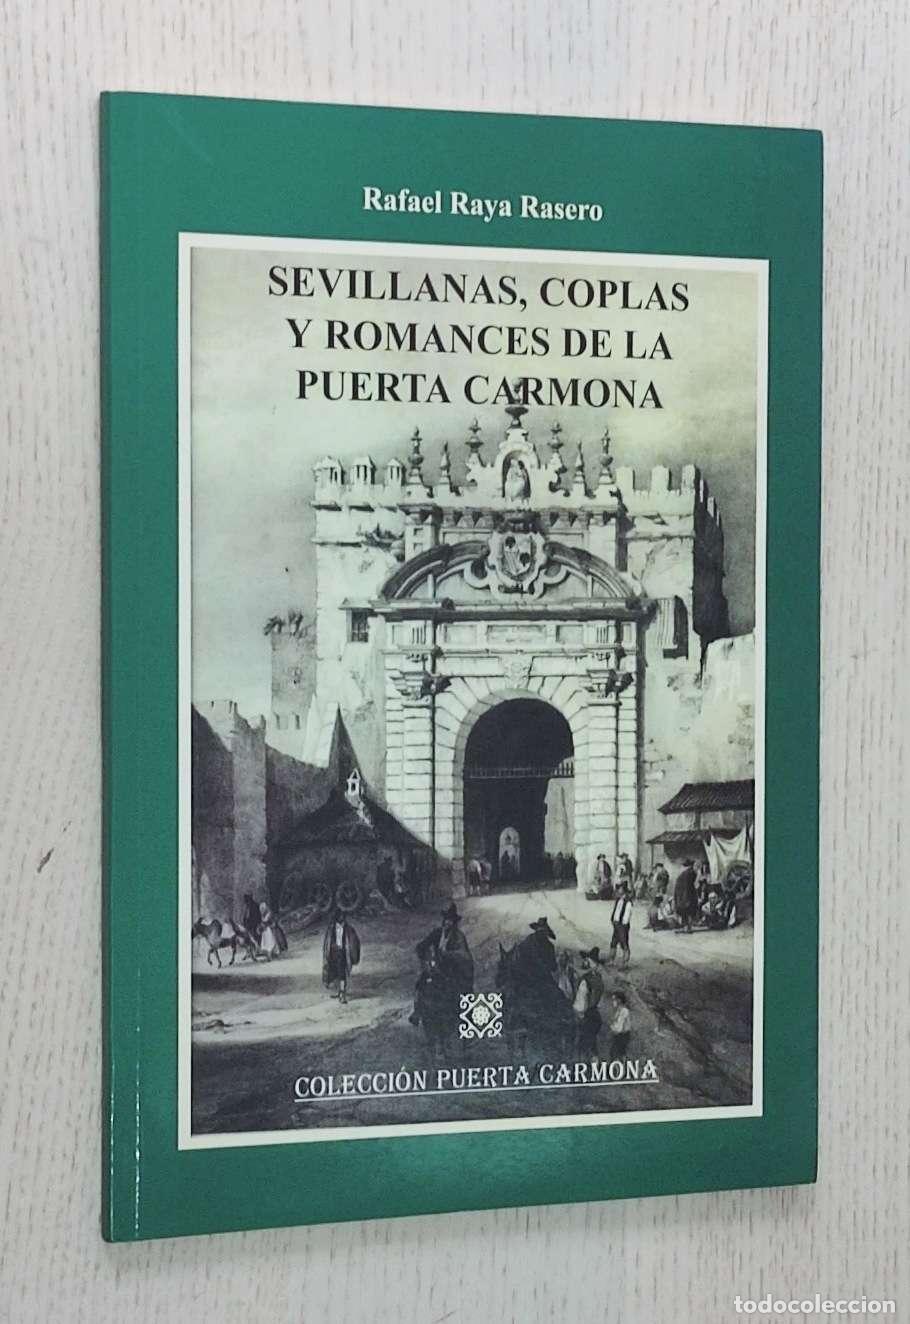 Rafael Raya Rasero
SEVILLANAS, COPLAS
Y ROMANCES DE LA
PUERTA CARMONA
COLECCIÓN PUERTA CARMONA
todocoleccion